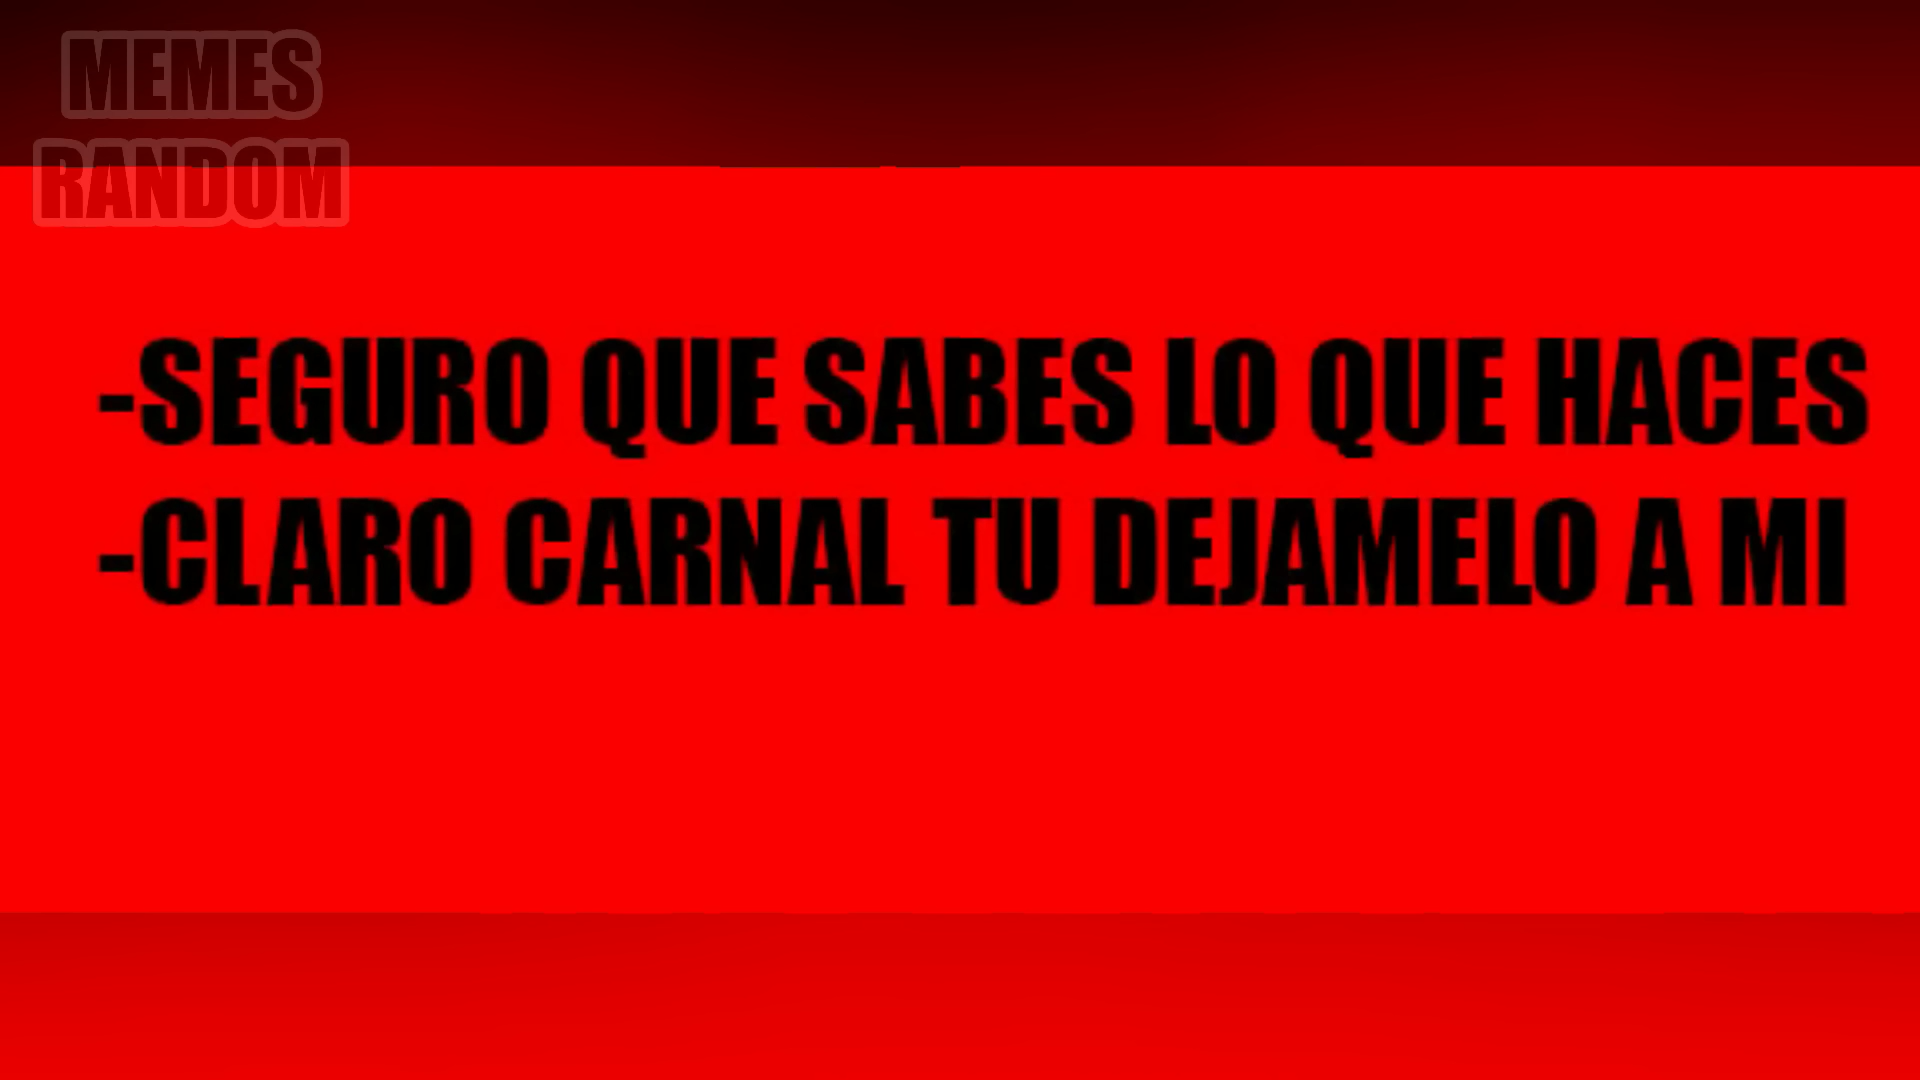 MEMES
RANDOM
-SEGURO QUE SABES LO QUE HACES
-CLARO CARNAL TU DEJAMELO A MI